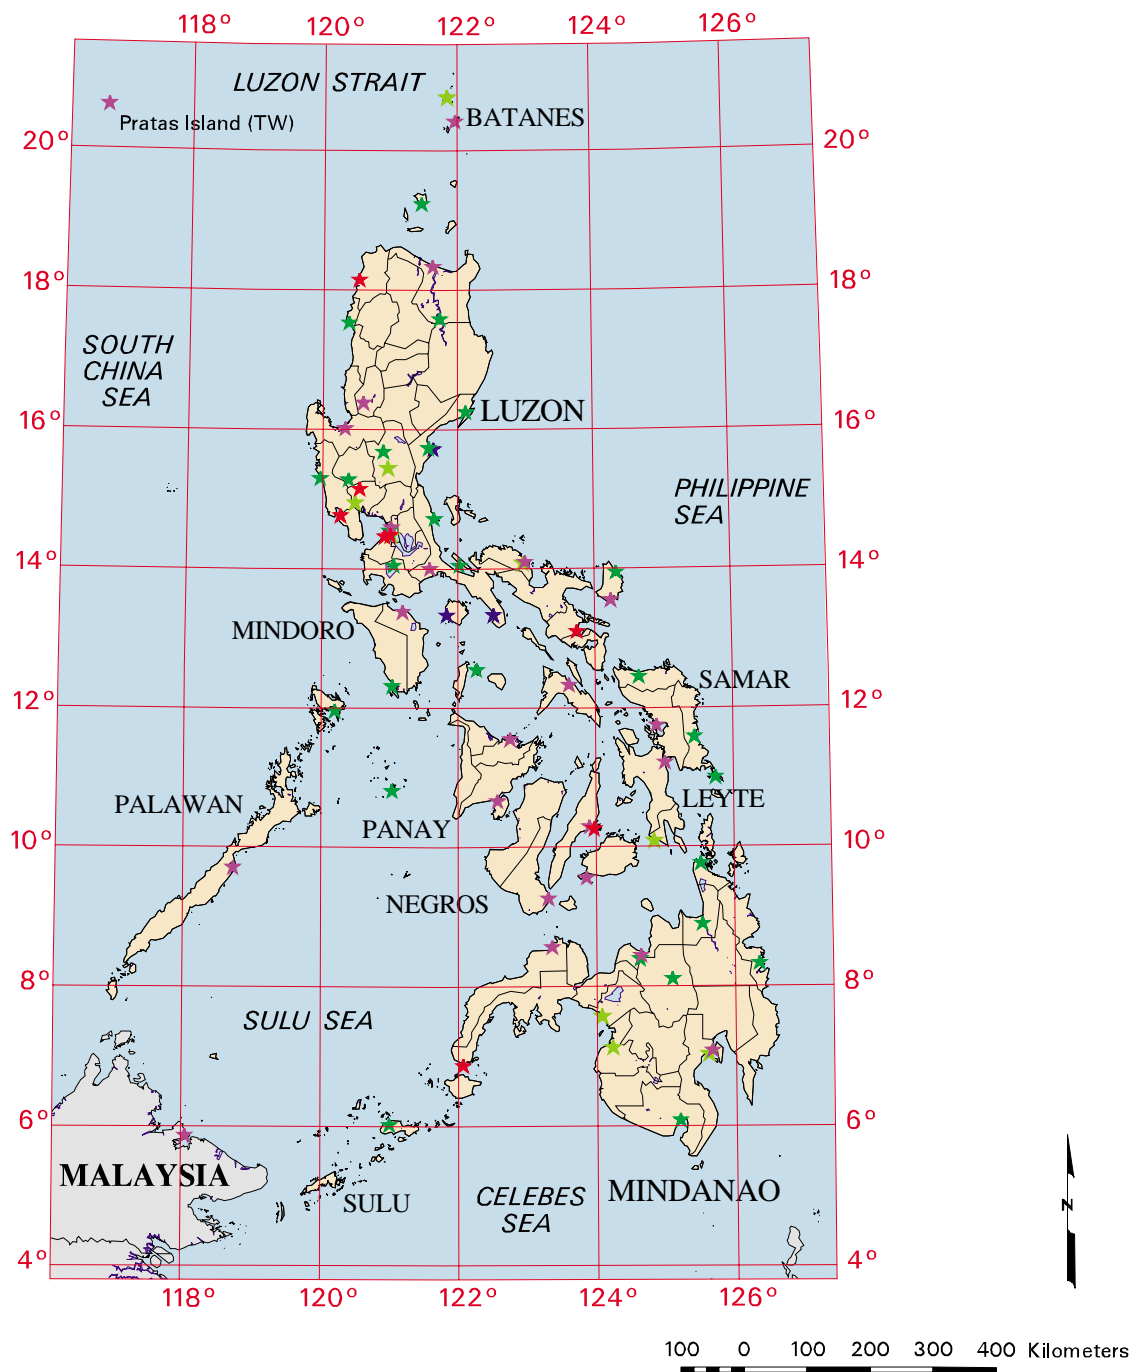 118° 120° 122° 126°
LUZON STRAIT
Pratas Island (TW)
BATANES
20° 20°
18° 18°
SOUTH
CHINA
SEA
16° LUZON 16°
PHILIPPINE
SEA
14° 14°
MINDORO
SAMAR
12° 12°
PALAWAN
LEYTE
PANAY
10° 10°
NEGROS
8° 8°
SULU SEA
6° 6°
MALAYSIA
MINDANAO
CELEBES
SEA
SULU
N
4° 4°
118° 120° 122° 124° 126°
100 0 100 200 300 400 Kilometers